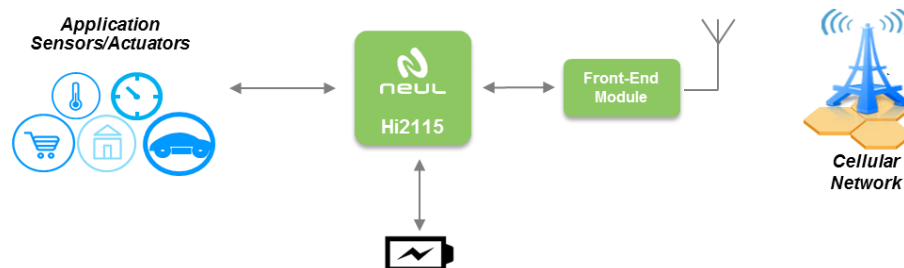 Application
Sensors/Actuators
neul
Hi2115
Front-End
Module
Cellular
Network